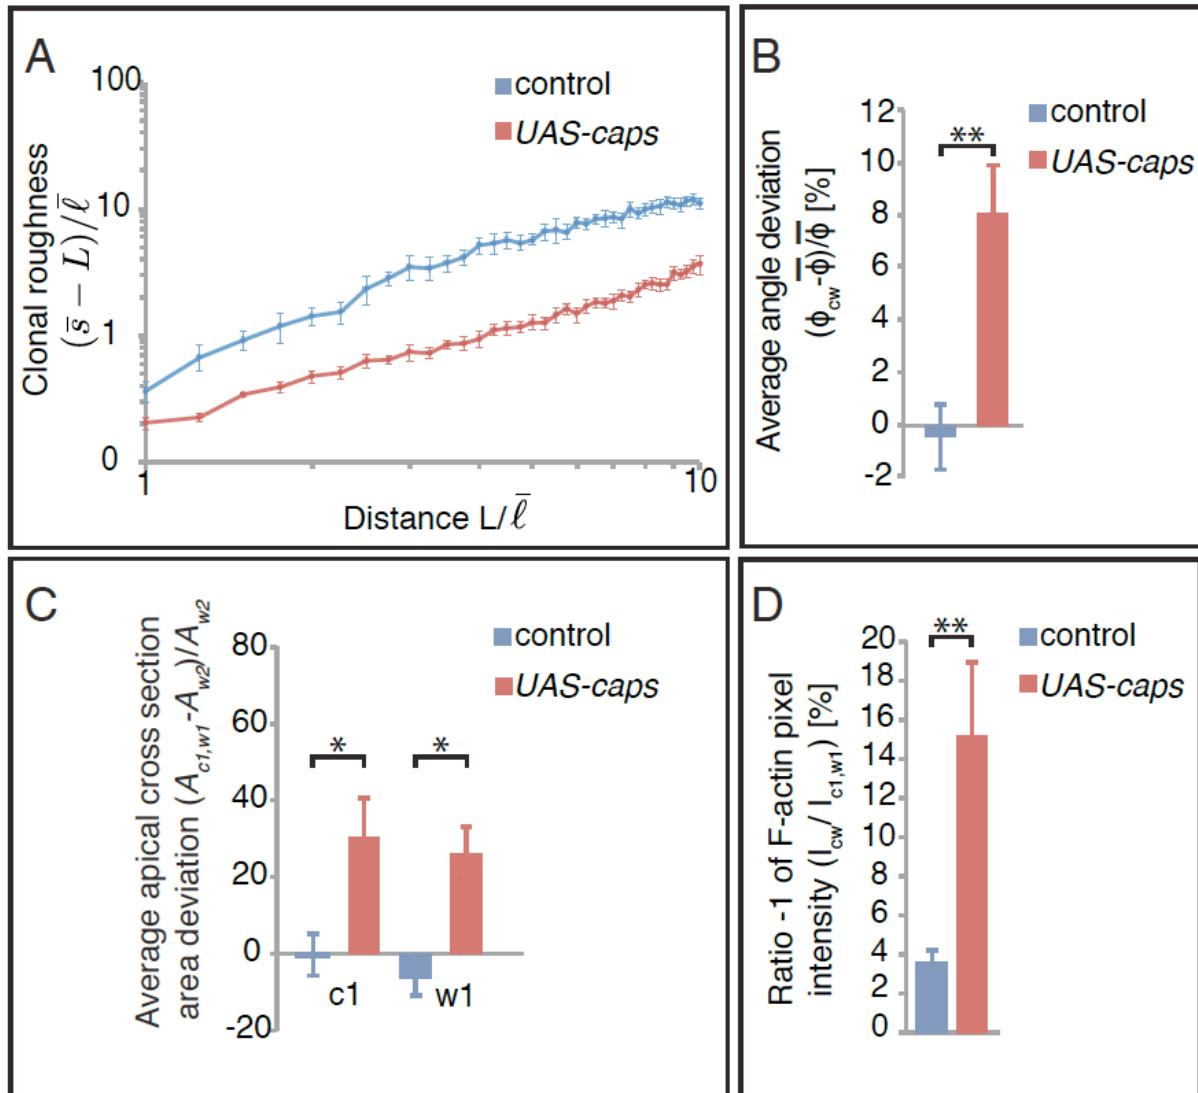 A
Clonal roughness
(s̄ − L)/ℓ̄
100
10
1
0
1
10
Distance L/ℓ̄
control
UAS-caps
B
Average angle deviation
(ϕcw-ϕ̄)/ϕ̄ [%]
12
10
8
6
4
2
0
-2
**
control
UAS-caps
C
Average apical cross section
area deviation (Ac1,w1-Aw2)/Aw2
80
60
40
20
0
-20
*
*
c1
w1
control
UAS-caps
D
Ratio -1 of F-actin pixel
intensity (Icw/ Ic1,w1) [%]
20
18
16
14
12
10
8
6
4
2
0
**
control
UAS-caps